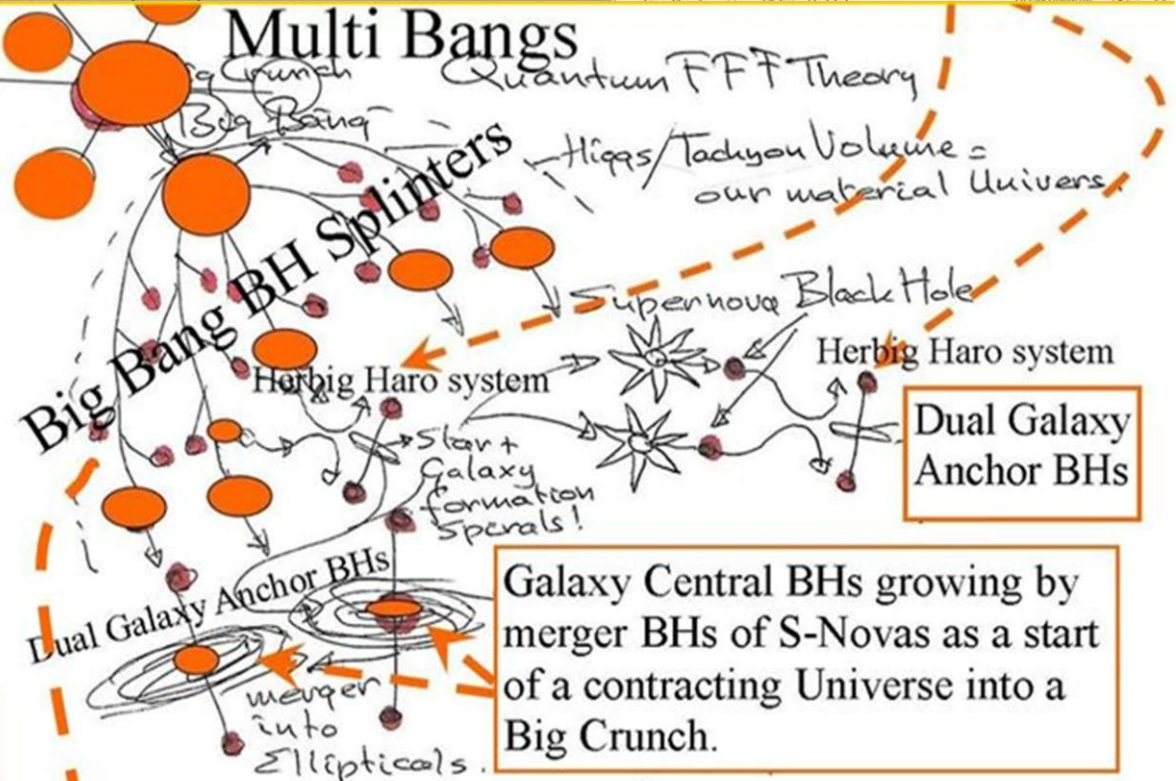 Multi Bangs
Big Crunch
Quantum FFF Theory
Big Bang
Higgs/Tachyon Volume =
our material Univers.
Big Bang BH Splinters
Supernova Black Hole
Herbig Haro system
Herbig Haro system
Dual Galaxy
Anchor BHs
Star +
Galaxy
formation
Sperals!
Dual Galaxy Anchor BHs
Galaxy Central BHs growing by
merger BHs of S-Novas as a start
of a contracting Universe into a
Big Crunch.
merger
into
Ellipticals.